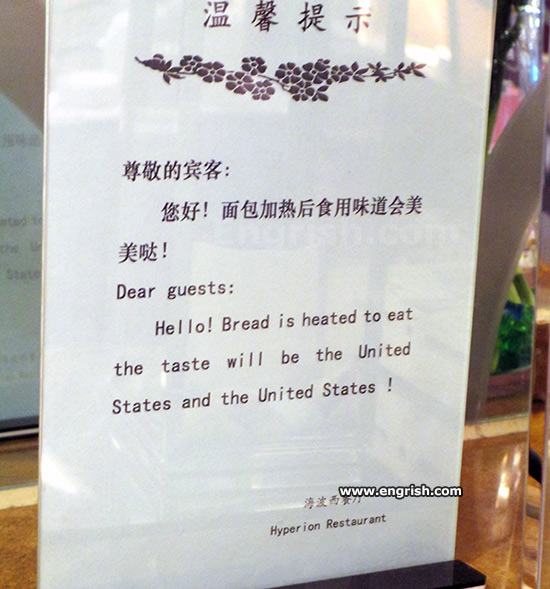 温馨提示
尊敬的宾客:
您好! 面包加热后食用味道会美
美哒!
Dear guests:
Hello! Bread is heated to eat
the taste will be the United
States and the United States !
www.engrish.com
海波西餐厅
Hyperion Restaurant